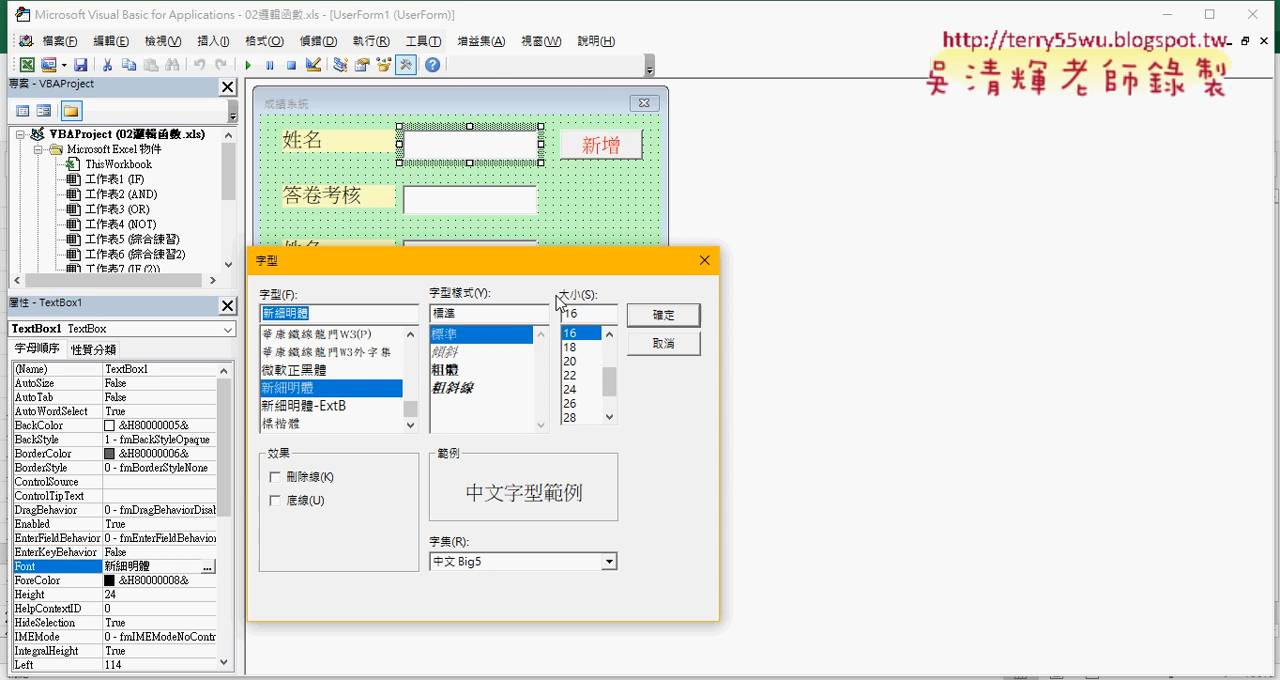 Microsoft Visual Basic for Applications - 02邏輯函數.xls - [UserForm1 (UserForm)]
檔案(F) 編輯(E) 檢視(V) 插入(I) 格式(O) 偵錯(D) 執行(R) 工具(T) 增益集(A) 視窗(W) 說明(H)
http://terry55wu.blogspot.tw
吳清輝老師錄製
專案 - VBAProject
VBAProject (02邏輯函數.xls)
Microsoft Excel 物件
ThisWorkbook
工作表1 (IF)
工作表2 (AND)
工作表3 (OR)
工作表4 (NOT)
工作表5 (綜合練習)
工作表6 (綜合練習2)
工作表7 (IF (2))
屬性 - TextBox1
TextBox1 TextBox
字母順序 性質分類
(Name) TextBox1
AutoSize False
AutoTab False
AutoWordSelect True
BackColor &H80000005&
BackStyle 1 - fmBackStyleOpaque
BorderColor &H80000006&
BorderStyle 0 - fmBorderStyleNone
ControlSource
ControlTipText
DragBehavior 0 - fmDragBehaviorDisab
Enabled True
EnterFieldBehavior 0 - fmEnterFieldBehavior
EnterKeyBehavior False
Font 新細明體 ...
ForeColor &H80000008&
Height 24
HelpContextID 0
HideSelection True
IMEMode 0 - fmIMEModeNoContr
IntegralHeight True
Left 114
成績系統
姓名
新增
答卷考核
姓名
字型
字型(F):
新細明體
華康鐵線龍門W3(P)
華康鐵線龍門W3外字集
微軟正黑體
新細明體
新細明體-ExtB
標楷體
字型樣式(Y):
標準
標準
傾斜
粗體
粗斜線
大小(S):
16
16
18
20
22
24
26
28
確定
取消
效果
刪除線(K)
底線(U)
範例
中文字型範例
字集(R):
中文 Big5